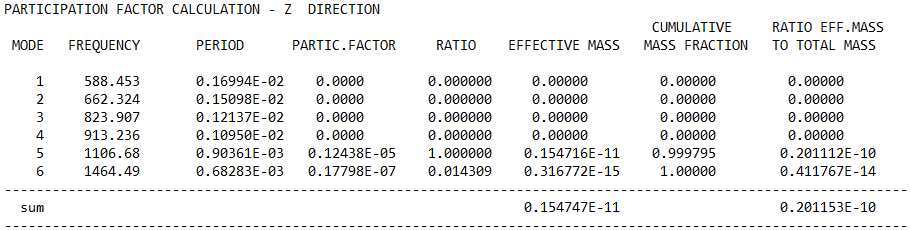 PARTICIPATION FACTOR CALCULATION - Z  DIRECTION
CUMULATIVE RATIO EFF.MASS
MODE FREQUENCY PERIOD PARTIC.FACTOR RATIO EFFECTIVE MASS MASS FRACTION TO TOTAL MASS
1 588.453 0.16994E-02 0.0000 0.000000 0.00000 0.00000 0.00000
2 662.324 0.15098E-02 0.0000 0.000000 0.00000 0.00000 0.00000
3 823.907 0.12137E-02 0.0000 0.000000 0.00000 0.00000 0.00000
4 913.236 0.10950E-02 0.0000 0.000000 0.00000 0.00000 0.00000
5 1106.68 0.90361E-03 0.12438E-05 1.000000 0.154716E-11 0.999795 0.201112E-10
6 1464.49 0.68283E-03 0.17798E-07 0.014309 0.316772E-15 1.00000 0.411767E-14
sum 0.154747E-11 0.201153E-10